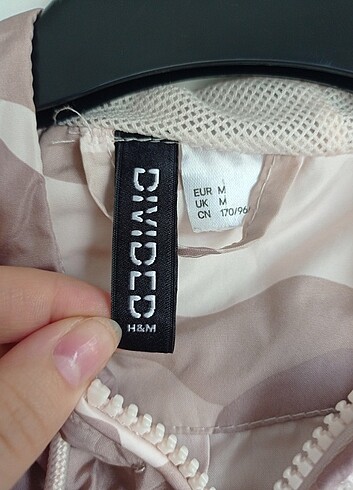 DIVIDED
H&M
EUR M
UK M
CN 170/96